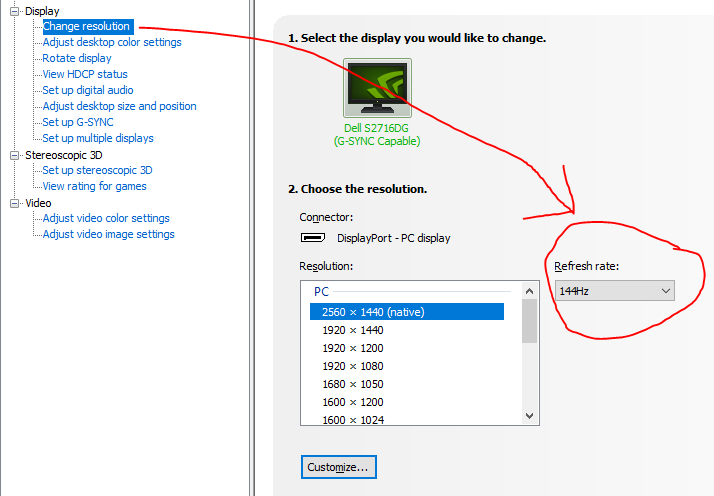 Display
Change resolution
Adjust desktop color settings
Rotate display
View HDCP status
Set up digital audio
Adjust desktop size and position
Set up G-SYNC
Set up multiple displays
Stereoscopic 3D
Set up stereoscopic 3D
View rating for games
Video
Adjust video color settings
Adjust video image settings
1. Select the display you would like to change.
Dell S2716DG
(G-SYNC Capable)
2. Choose the resolution.
Connector:
DisplayPort - PC display
Resolution:
PC
2560 × 1440 (native)
1920 × 1440
1920 × 1200
1920 × 1080
1680 × 1050
1600 × 1200
1600 × 1024
Refresh rate:
144Hz
Customize...